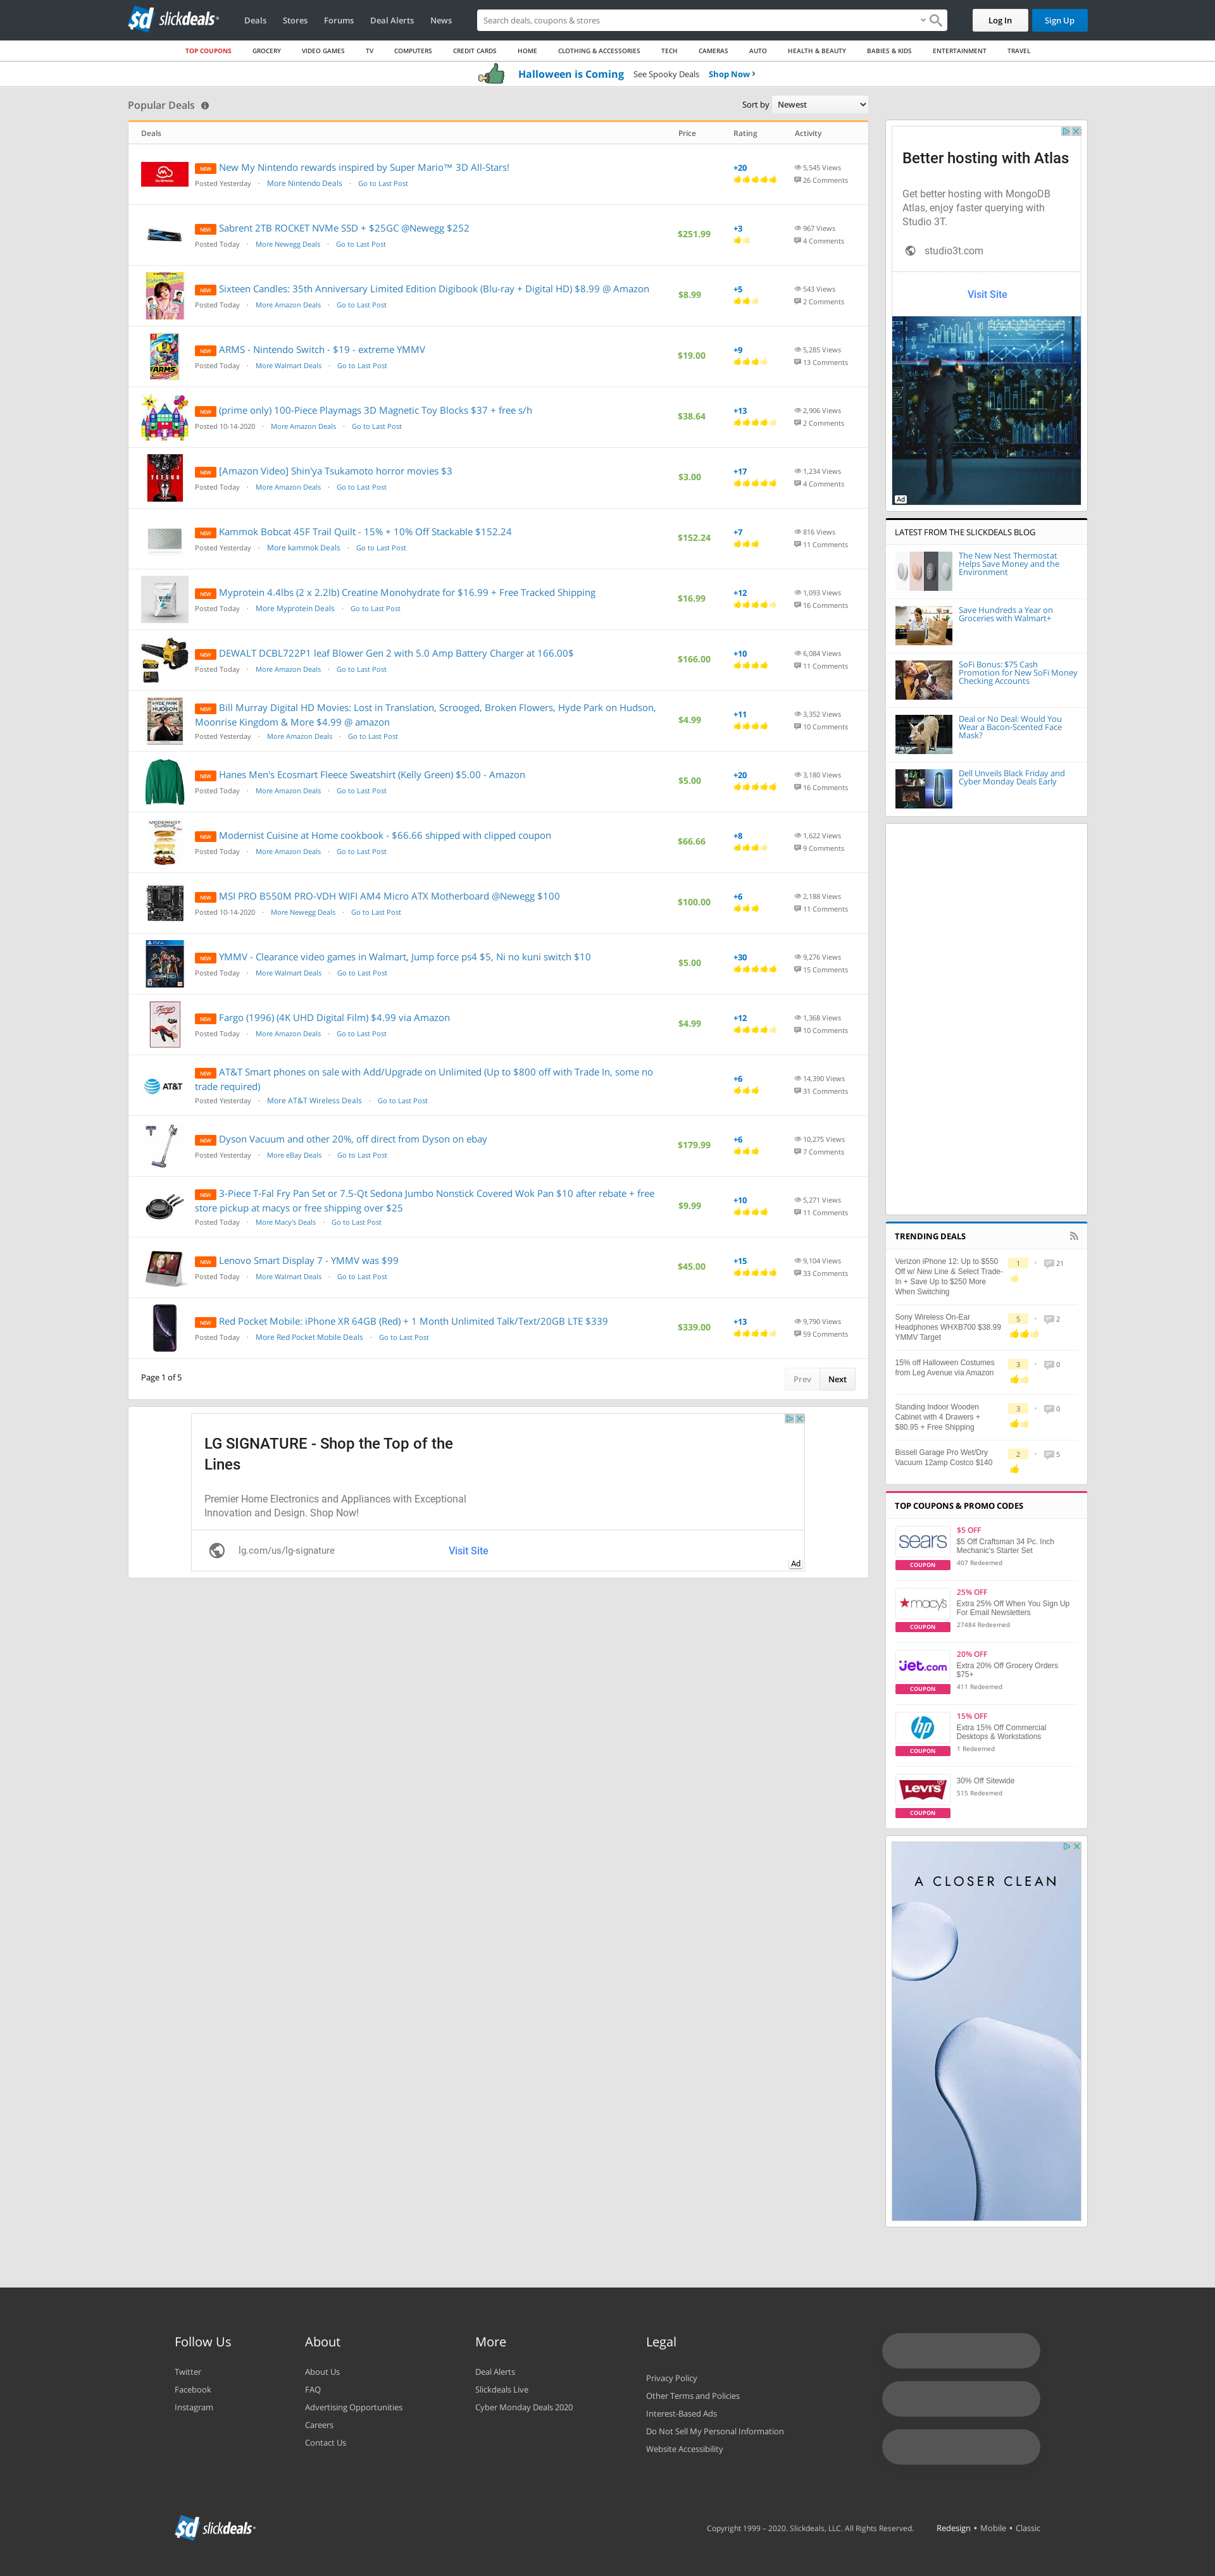 sd slickdeals
Deals Stores Forums Deal Alerts News
Search deals, coupons & stores
Log In Sign Up
TOP COUPONS GROCERY VIDEO GAMES TV COMPUTERS CREDIT CARDS HOME CLOTHING & ACCESSORIES TECH CAMERAS AUTO HEALTH & BEAUTY BABIES & KIDS ENTERTAINMENT TRAVEL
Halloween is Coming See Spooky Deals Shop Now ›
Popular Deals
Sort by Newest
Deals Price Rating Activity
NEW New My Nintendo rewards inspired by Super Mario™ 3D All-Stars!
Posted Yesterday · More Nintendo Deals · Go to Last Post
+20
5,545 Views
26 Comments
NEW Sabrent 2TB ROCKET NVMe SSD + $25GC @Newegg $252
Posted Today · More Newegg Deals · Go to Last Post
$251.99
+3
967 Views
4 Comments
NEW Sixteen Candles: 35th Anniversary Limited Edition Digibook (Blu-ray + Digital HD) $8.99 @ Amazon
Posted Today · More Amazon Deals · Go to Last Post
$8.99
+5
543 Views
2 Comments
NEW ARMS - Nintendo Switch - $19 - extreme YMMV
Posted Today · More Walmart Deals · Go to Last Post
$19.00
+9
5,285 Views
13 Comments
NEW (prime only) 100-Piece Playmags 3D Magnetic Toy Blocks $37 + free s/h
Posted 10-14-2020 · More Amazon Deals · Go to Last Post
$38.64
+13
2,906 Views
2 Comments
NEW [Amazon Video] Shin'ya Tsukamoto horror movies $3
Posted Today · More Amazon Deals · Go to Last Post
$3.00
+17
1,234 Views
4 Comments
NEW Kammok Bobcat 45F Trail Quilt - 15% + 10% Off Stackable $152.24
Posted Yesterday · More kammok Deals · Go to Last Post
$152.24
+7
816 Views
11 Comments
NEW Myprotein 4.4lbs (2 x 2.2lb) Creatine Monohydrate for $16.99 + Free Tracked Shipping
Posted Today · More Myprotein Deals · Go to Last Post
$16.99
+12
1,093 Views
16 Comments
NEW DEWALT DCBL722P1 leaf Blower Gen 2 with 5.0 Amp Battery Charger at 166.00$
Posted Today · More Amazon Deals · Go to Last Post
$166.00
+10
6,084 Views
11 Comments
NEW Bill Murray Digital HD Movies: Lost in Translation, Scrooged, Broken Flowers, Hyde Park on Hudson,
Moonrise Kingdom & More $4.99 @ amazon
Posted Yesterday · More Amazon Deals · Go to Last Post
$4.99
+11
3,352 Views
10 Comments
NEW Hanes Men's Ecosmart Fleece Sweatshirt (Kelly Green) $5.00 - Amazon
Posted Today · More Amazon Deals · Go to Last Post
$5.00
+20
3,180 Views
16 Comments
NEW Modernist Cuisine at Home cookbook - $66.66 shipped with clipped coupon
Posted Today · More Amazon Deals · Go to Last Post
$66.66
+8
1,622 Views
9 Comments
NEW MSI PRO B550M PRO-VDH WIFI AM4 Micro ATX Motherboard @Newegg $100
Posted 10-14-2020 · More Newegg Deals · Go to Last Post
$100.00
+6
2,188 Views
11 Comments
NEW YMMV - Clearance video games in Walmart, Jump force ps4 $5, Ni no kuni switch $10
Posted Today · More Walmart Deals · Go to Last Post
$5.00
+30
9,276 Views
15 Comments
NEW Fargo (1996) (4K UHD Digital Film) $4.99 via Amazon
Posted Today · More Amazon Deals · Go to Last Post
$4.99
+12
1,368 Views
10 Comments
AT&T
NEW AT&T Smart phones on sale with Add/Upgrade on Unlimited (Up to $800 off with Trade In, some no
trade required)
Posted Yesterday · More AT&T Wireless Deals · Go to Last Post
+6
14,390 Views
31 Comments
NEW Dyson Vacuum and other 20%, off direct from Dyson on ebay
Posted Yesterday · More eBay Deals · Go to Last Post
$179.99
+6
10,275 Views
7 Comments
NEW 3-Piece T-Fal Fry Pan Set or 7.5-Qt Sedona Jumbo Nonstick Covered Wok Pan $10 after rebate + free
store pickup at macys or free shipping over $25
Posted Today · More Macy's Deals · Go to Last Post
$9.99
+10
5,271 Views
11 Comments
NEW Lenovo Smart Display 7 - YMMV was $99
Posted Today · More Walmart Deals · Go to Last Post
$45.00
+15
9,104 Views
33 Comments
NEW Red Pocket Mobile: iPhone XR 64GB (Red) + 1 Month Unlimited Talk/Text/20GB LTE $339
Posted Today · More Red Pocket Mobile Deals · Go to Last Post
$339.00
+13
9,790 Views
59 Comments
Page 1 of 5
Prev Next
LG SIGNATURE - Shop the Top of the
Lines
Premier Home Electronics and Appliances with Exceptional
Innovation and Design. Shop Now!
lg.com/us/lg-signature Visit Site
Ad
Better hosting with Atlas
Get better hosting with MongoDB
Atlas, enjoy faster querying with
Studio 3T.
studio3t.com
Visit Site
Ad
LATEST FROM THE SLICKDEALS BLOG
The New Nest Thermostat
Helps Save Money and the
Environment
Save Hundreds a Year on
Groceries with Walmart+
SoFi Bonus: $75 Cash
Promotion for New SoFi Money
Checking Accounts
Deal or No Deal: Would You
Wear a Bacon-Scented Face
Mask?
Dell Unveils Black Friday and
Cyber Monday Deals Early
TRENDING DEALS
Verizon iPhone 12: Up to $550
Off w/ New Line & Select Trade-
In + Save Up to $250 More
When Switching
1 · 21
Sony Wireless On-Ear
Headphones WHXB700 $38.99
YMMV Target
5 · 2
15% off Halloween Costumes
from Leg Avenue via Amazon
3 · 0
Standing Indoor Wooden
Cabinet with 4 Drawers +
$80.95 + Free Shipping
3 · 0
Bissell Garage Pro Wet/Dry
Vacuum 12amp Costco $140
2 · 5
TOP COUPONS & PROMO CODES
sears
COUPON
$5 OFF
$5 Off Craftsman 34 Pc. Inch
Mechanic's Starter Set
407 Redeemed
macy's
COUPON
25% OFF
Extra 25% Off When You Sign Up
For Email Newsletters
27484 Redeemed
jet.com
COUPON
20% OFF
Extra 20% Off Grocery Orders
$75+
411 Redeemed
hp
COUPON
15% OFF
Extra 15% Off Commercial
Desktops & Workstations
1 Redeemed
LEVI'S
COUPON
30% Off Sitewide
515 Redeemed
A CLOSER CLEAN
Follow Us
Twitter
Facebook
Instagram
About
About Us
FAQ
Advertising Opportunities
Careers
Contact Us
More
Deal Alerts
Slickdeals Live
Cyber Monday Deals 2020
Legal
Privacy Policy
Other Terms and Policies
Interest-Based Ads
Do Not Sell My Personal Information
Website Accessibility
sd slickdeals
Copyright 1999 – 2020. Slickdeals, LLC. All Rights Reserved. Redesign • Mobile • Classic